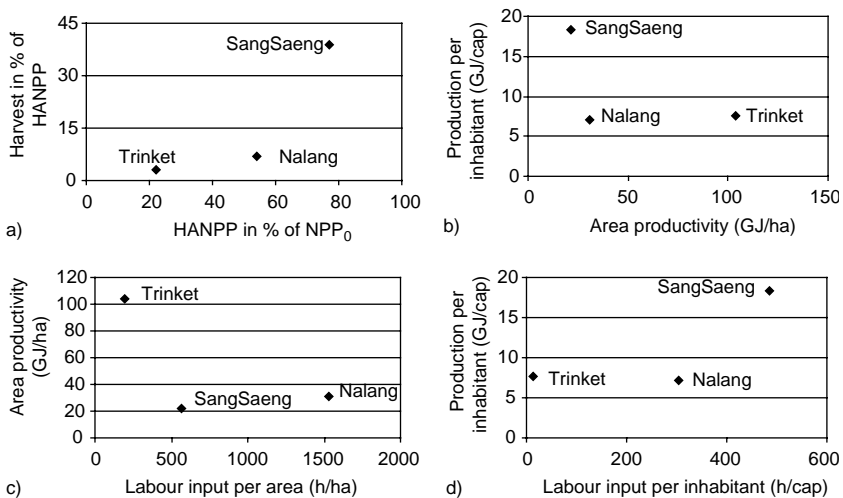 a)
Harvest in % of
HANPP
45
30
15
0
SangSaeng
Trinket
Nalang
0 20 40 60 80 100
HANPP in % of NPP0
b)
Production per
inhabitant (GJ/cap)
20
15
10
5
0
SangSaeng
Nalang
Trinket
0 50 100 150
Area productivity (GJ/ha)
c)
Area productivity
(GJ/ha)
120
100
80
60
40
20
0
Trinket
SangSaeng
Nalang
0 500 1000 1500 2000
Labour input per area (h/ha)
d)
Production per
inhabitant (GJ/cap)
20
15
10
5
0
SangSaeng
Trinket
Nalang
0 200 400 600
Labour input per inhabitant (h/cap)